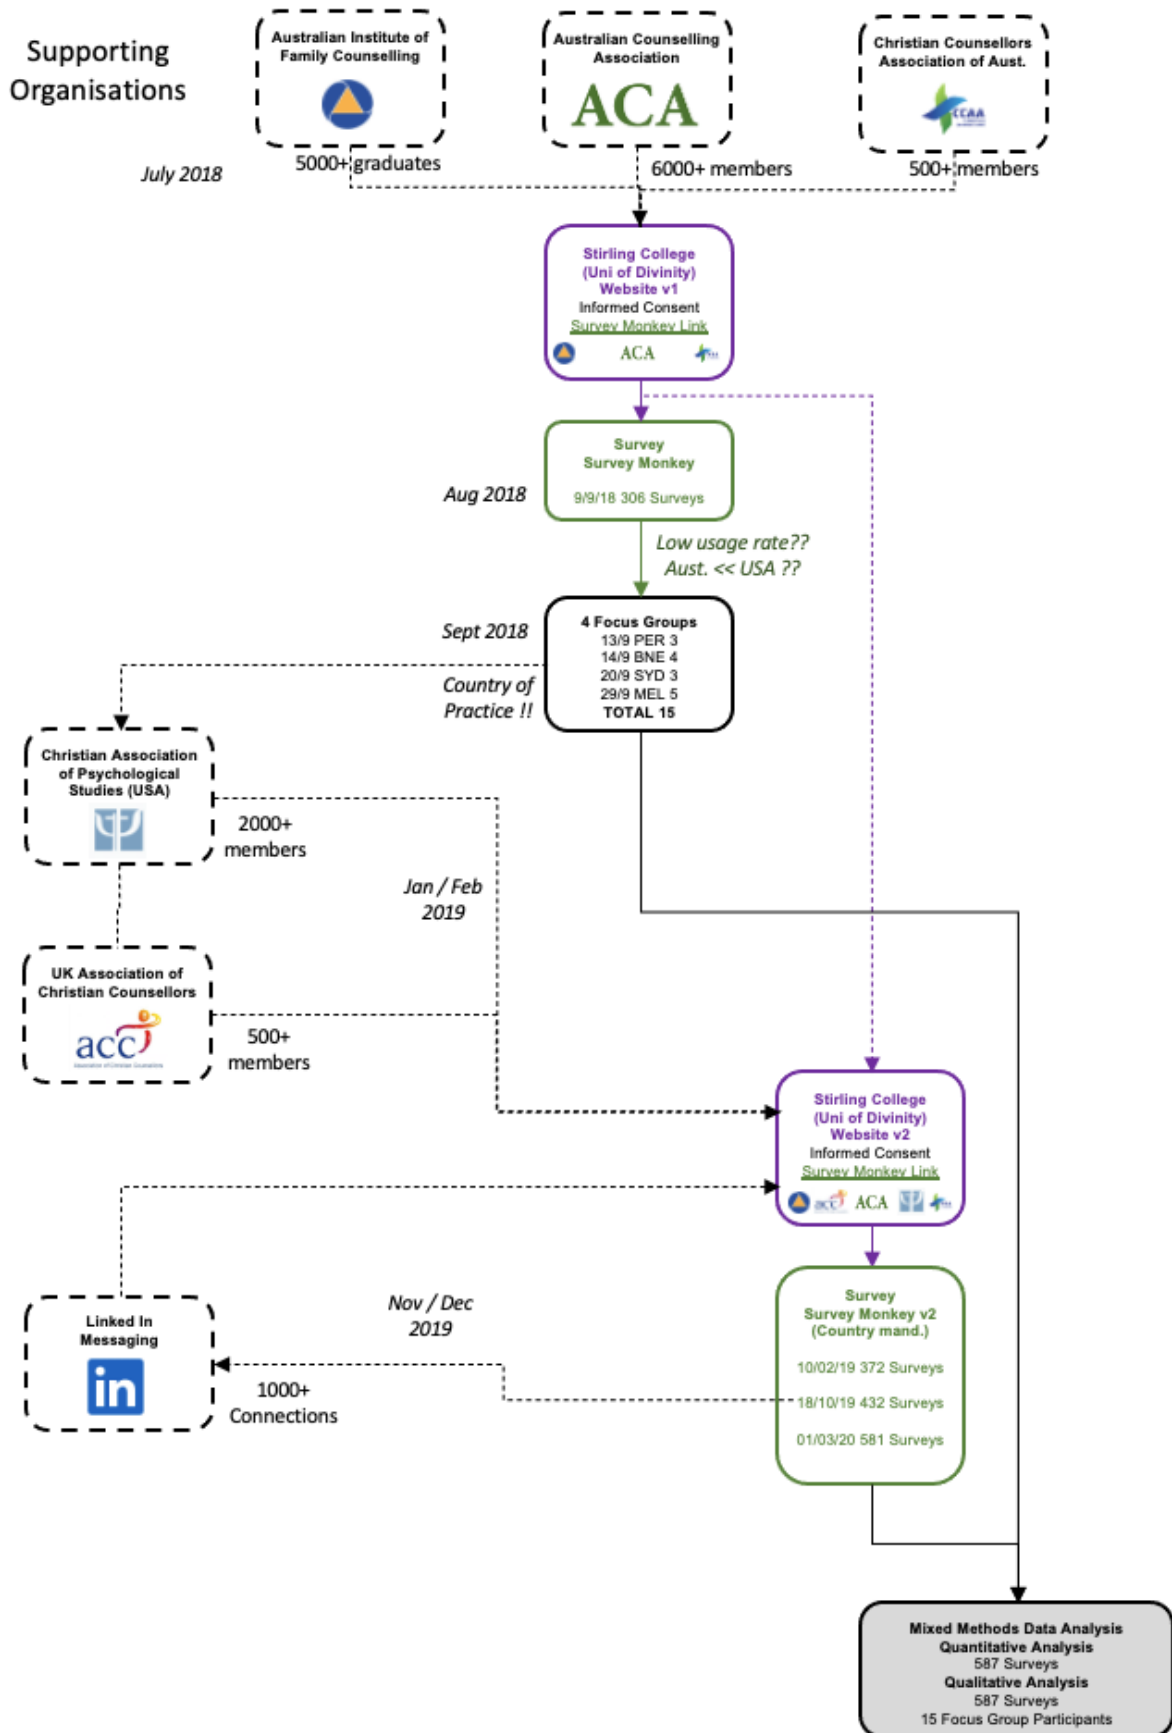 Supporting
Organisations
Australian Institute of
Family Counselling
Australian Counselling
Association
ACA
Christian Counsellors
Association of Aust.
CCAA
July 2018
5000+ graduates
6000+ members
500+ members
Stirling College
(Uni of Divinity)
Website v1
Informed Consent
Survey Monkey Link
ACA
Survey
Survey Monkey
9/9/18 306 Surveys
Aug 2018
Low usage rate??
Aust. << USA ??
Sept 2018
4 Focus Groups
13/9 PER 3
14/9 BNE 4
20/9 SYD 3
29/9 MEL 5
TOTAL 15
Country of
Practice !!
Christian Association
of Psychological
Studies (USA)
2000+
members
Jan / Feb
2019
UK Association of
Christian Counsellors
acc
Association of Christian Counsellors
500+
members
Stirling College
(Uni of Divinity)
Website v2
Informed Consent
Survey Monkey Link
acc
ACA
Survey
Survey Monkey v2
(Country mand.)
10/02/19 372 Surveys
18/10/19 432 Surveys
01/03/20 581 Surveys
Nov / Dec
2019
Linked In
Messaging
in
1000+
Connections
Mixed Methods Data Analysis
Quantitative Analysis
587 Surveys
Qualitative Analysis
587 Surveys
15 Focus Group Participants